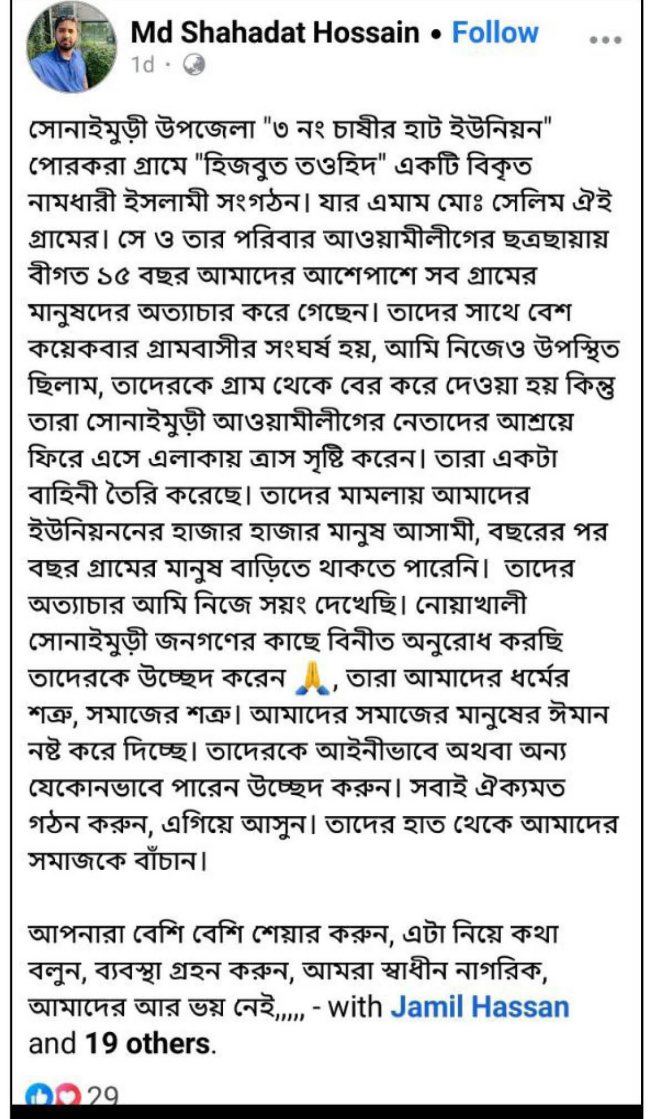 Md Shahadat Hossain • Follow
1d ·
সোনাইমুড়ী উপজেলা "৩ নং চাষীর হাট ইউনিয়ন"
পোরকরা গ্রামে "হিজবুত তওহিদ" একটি বিকৃত
নামধারী ইসলামী সংগঠন। যার এমাম মোঃ সেলিম ঐই
গ্রামের। সে ও তার পরিবার আওয়ামীলীগের ছত্রছায়ায়
বীগত ১৫ বছর আমাদের আশেপাশে সব গ্রামের
মানুষদের অত্যাচার করে গেছেন। তাদের সাথে বেশ
কয়েকবার গ্রামবাসীর সংঘর্ষ হয়, আমি নিজেও উপস্থিত
ছিলাম, তাদেরকে গ্রাম থেকে বের করে দেওয়া হয় কিন্তু
তারা সোনাইমুড়ী আওয়ামীলীগের নেতাদের আশ্রয়ে
ফিরে এসে এলাকায় ত্রাস সৃষ্টি করেন। তারা একটা
বাহিনী তৈরি করেছে। তাদের মামলায় আমাদের
ইউনিয়ননের হাজার হাজার মানুষ আসামী, বছরের পর
বছর গ্রামের মানুষ বাড়িতে থাকতে পারেনি। তাদের
অত্যাচার আমি নিজে সয়ং দেখেছি। নোয়াখালী
সোনাইমুড়ী জনগণের কাছে বিনীত অনুরোধ করছি
তাদেরকে উচ্ছেদ করেন 🙏, তারা আমাদের ধর্মের
শত্রু, সমাজের শত্রু। আমাদের সমাজের মানুষের ঈমান
নষ্ট করে দিচ্ছে। তাদেরকে আইনীভাবে অথবা অন্য
যেকোনভাবে পারেন উচ্ছেদ করুন। সবাই ঐক্যমত
গঠন করুন, এগিয়ে আসুন। তাদের হাত থেকে আমাদের
সমাজকে বাঁচান।
আপনারা বেশি বেশি শেয়ার করুন, এটা নিয়ে কথা
বলুন, ব্যবস্থা গ্রহন করুন, আমরা স্বাধীন নাগরিক,
আমাদের আর ভয় নেই,,,,, - with Jamil Hassan
and 19 others.
29